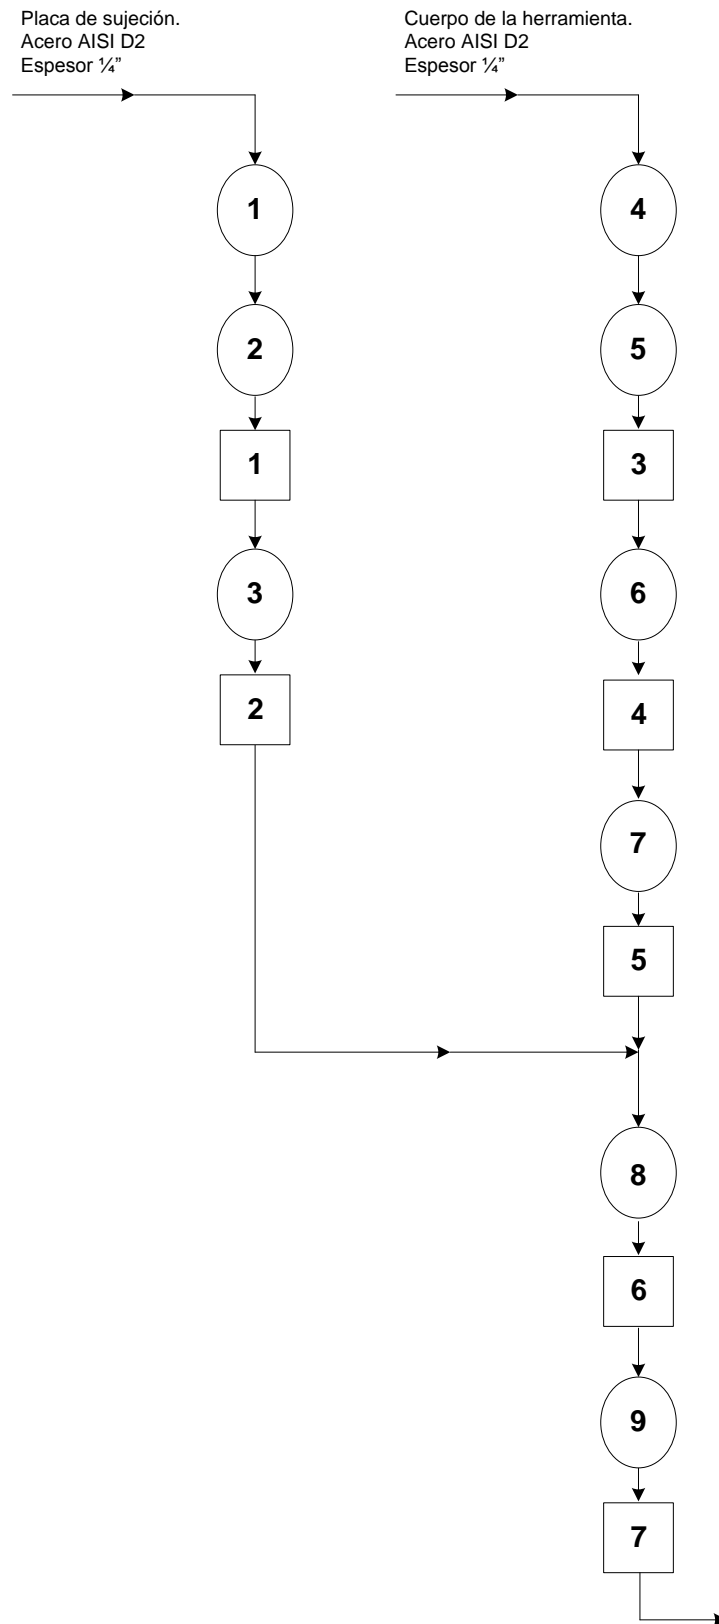 Placa de sujeción.
Acero AISI D2
Espesor ¼”
Cuerpo de la herramienta.
Acero AISI D2
Espesor ¼”
1
2
1
3
2
4
5
3
6
4
7
5
8
6
9
7